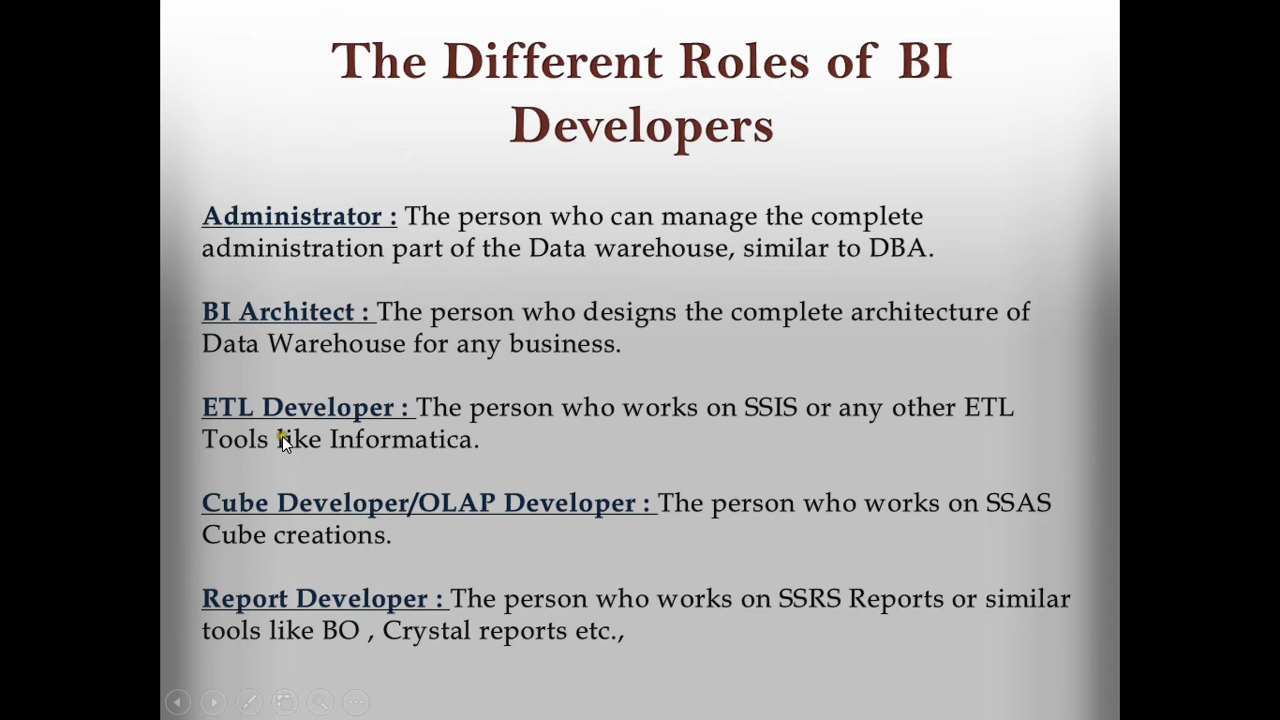 The Different Roles of BI
Developers
Administrator : The person who can manage the complete
administration part of the Data warehouse, similar to DBA.
BI Architect : The person who designs the complete architecture of
Data Warehouse for any business.
ETL Developer : The person who works on SSIS or any other ETL
Tools like Informatica.
Cube Developer/OLAP Developer : The person who works on SSAS
Cube creations.
Report Developer : The person who works on SSRS Reports or similar
tools like BO , Crystal reports etc.,